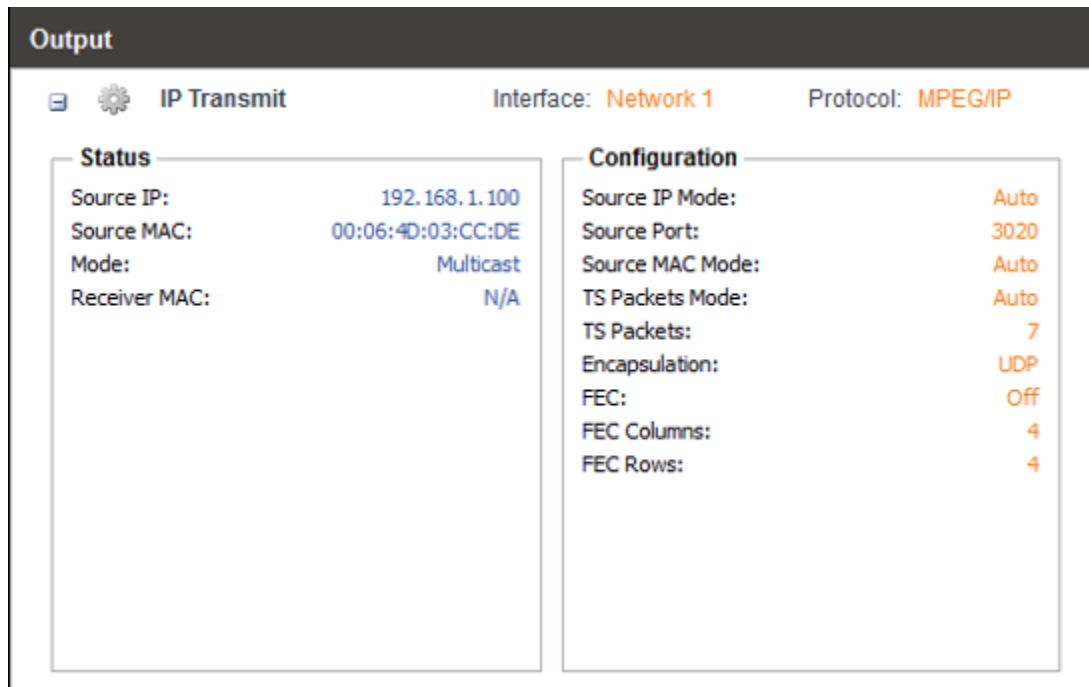 Output
IP Transmit Interface: Network 1 Protocol: MPEG/IP
Status
Source IP: 192.168.1.100
Source MAC: 00:06:4D:03:CC:DE
Mode: Multicast
Receiver MAC: N/A
Configuration
Source IP Mode: Auto
Source Port: 3020
Source MAC Mode: Auto
TS Packets Mode: Auto
TS Packets: 7
Encapsulation: UDP
FEC: Off
FEC Columns: 4
FEC Rows: 4